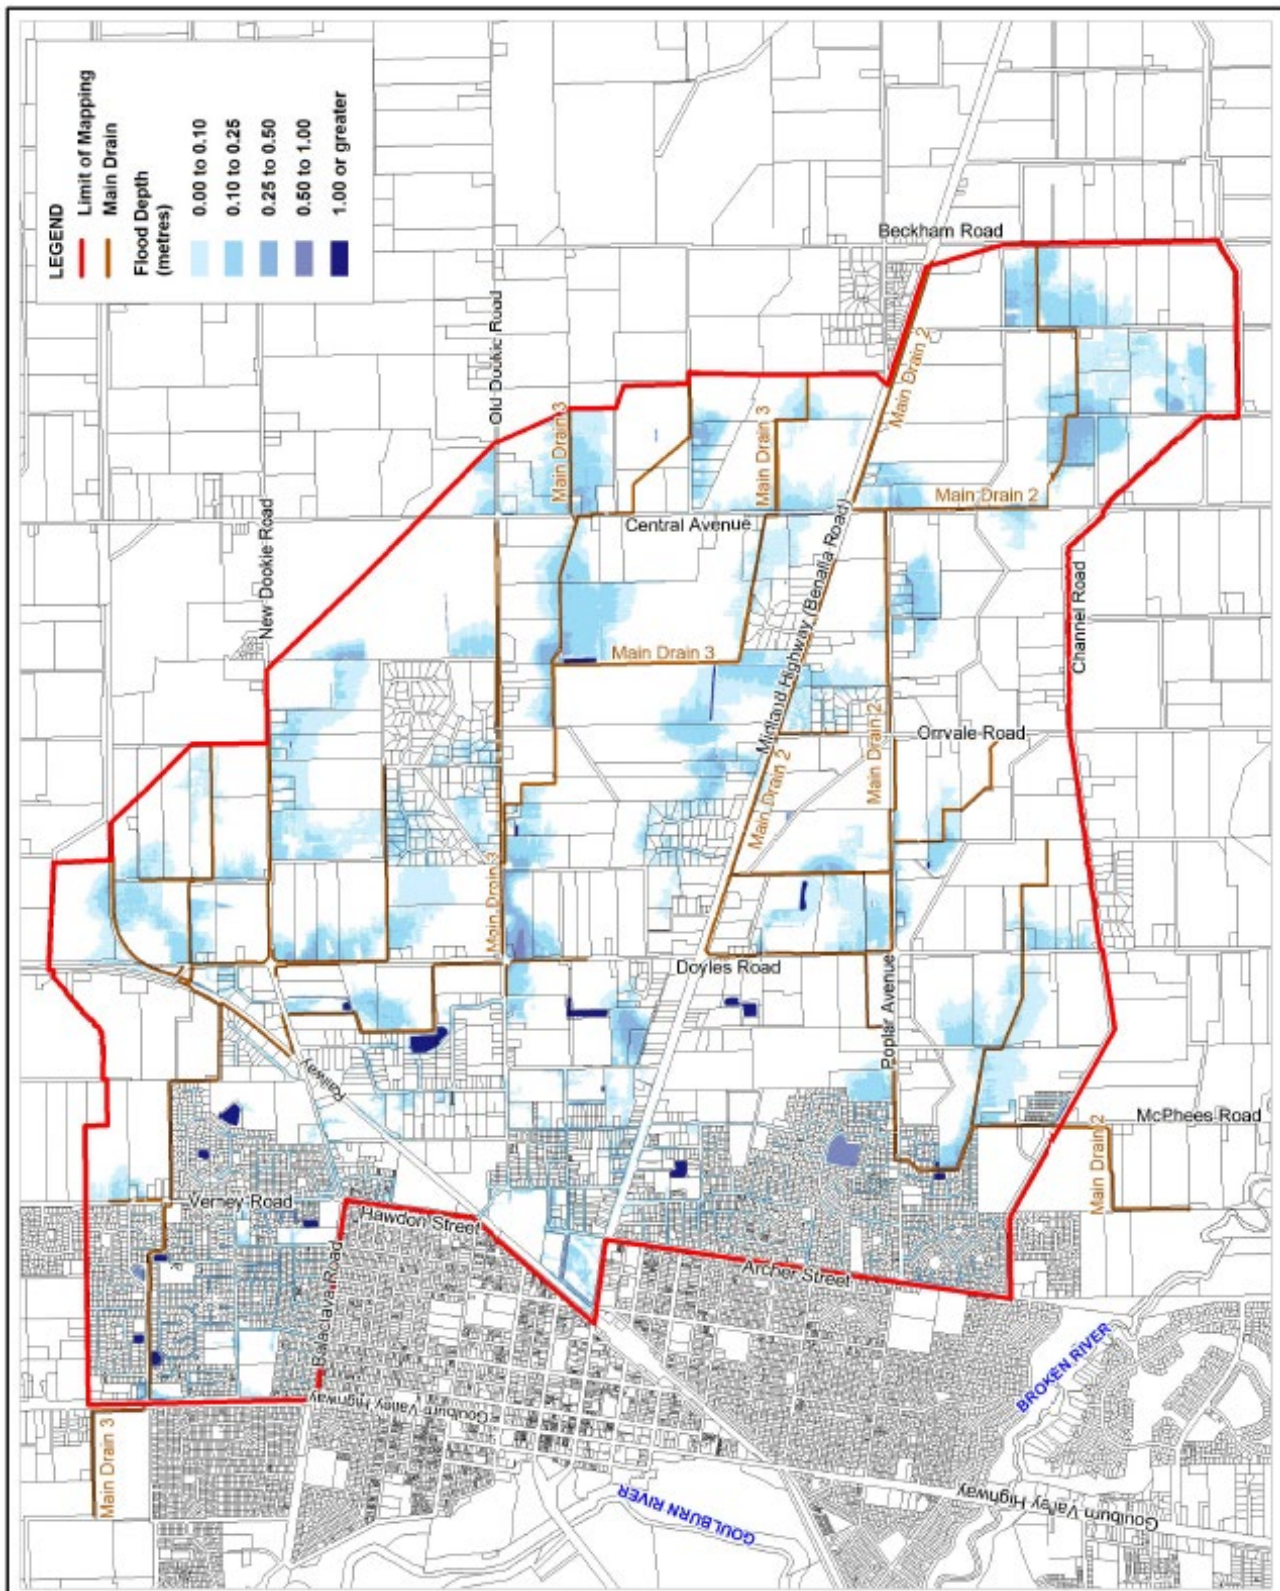 LEGEND
Limit of Mapping
Main Drain
Flood Depth
(metres)
0.00 to 0.10
0.10 to 0.25
0.25 to 0.50
0.50 to 1.00
1.00 or greater
Beckham Road
Old Dookie Road
New Dookie Road
Main Drain 3
Main Drain 3
Main Drain 2
Main Drain 2
Central Avenue
Midland Highway (Benalla Road)
Channel Road
Main Drain 3
Orrvale Road
Main Drain 2
Main Drain 2
Main Drain 3
Doyles Road
Poplar Avenue
Railway
McPhees Road
Main Drain 2
Verney Road
Hawdon Street
Archer Street
Balaclava Road
BROKEN RIVER
Goulburn Valley Highway
Main Drain 3
GOULBURN RIVER
Goulburn Valley Highway